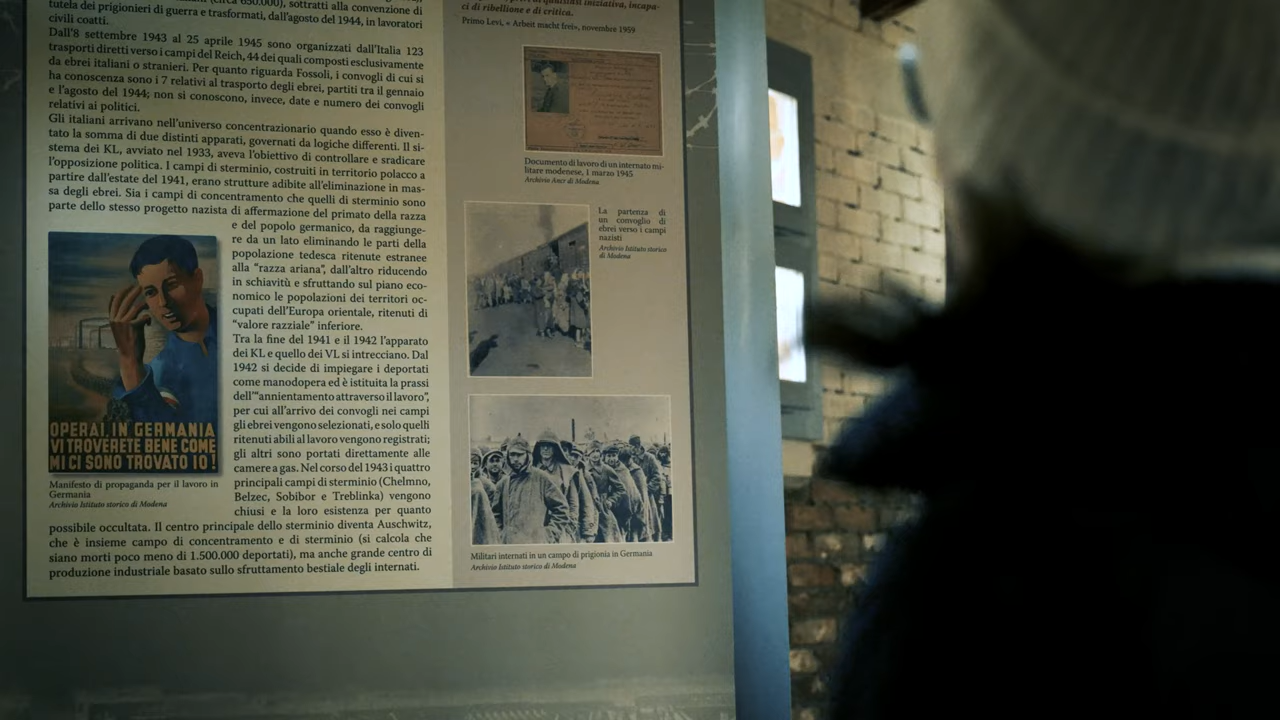 (circa 650.000), sottratti alla convenzione di
tutela dei prigionieri di guerra e trasformati, dall'agosto del 1944, in lavoratori
civili coatti.
Dall'8 settembre 1943 al 25 aprile 1945 sono organizzati dall'Italia 123
trasporti diretti verso i campi del Reich, 44 dei quali composti esclusivamente
da ebrei italiani o stranieri. Per quanto riguarda Fossoli, i convogli di cui si
ha conoscenza sono i 7 relativi al trasporto degli ebrei, partiti tra il gennaio
e l'agosto del 1944; non si conoscono, invece, date e numero dei convogli
relativi ai politici.
Gli italiani arrivano nell'universo concentrazionario quando esso è diven-
tato la somma di due distinti apparati, governati da logiche differenti. Il si-
stema dei KL, avviato nel 1933, aveva l'obiettivo di controllare e sradicare
l'opposizione politica. I campi di sterminio, costruiti in territorio polacco a
partire dall'estate del 1941, erano strutture adibite all'eliminazione in mas-
sa degli ebrei. Sia i campi di concentramento che quelli di sterminio sono
parte dello stesso progetto nazista di affermazione del primato della razza
e del popolo germanico, da raggiunge-
re da un lato eliminando le parti della
popolazione tedesca ritenute estranee
alla "razza ariana", dall'altro riducendo
in schiavitù e sfruttando sul piano eco-
nomico le popolazioni dei territori oc-
cupati dell'Europa orientale, ritenuti di
"valore razziale" inferiore.
Tra la fine del 1941 e il 1942 l'apparato
dei KL e quello dei VL si intrecciano. Dal
1942 si decide di impiegare i deportati
come manodopera ed è istituita la prassi
dell'"annientamento attraverso il lavoro",
per cui all'arrivo dei convogli nei campi
gli ebrei vengono selezionati, e solo quelli
ritenuti abili al lavoro vengono registrati;
gli altri sono portati direttamente alle
camere a gas. Nel corso del 1943 i quattro
principali campi di sterminio (Chelmno,
Belzec, Sobibor e Treblinka) vengono
chiusi e la loro esistenza per quanto
possibile occultata. Il centro principale dello sterminio diventa Auschwitz,
che è insieme campo di concentramento e di sterminio (si calcola che
siano morti poco meno di 1.500.000 deportati), ma anche grande centro di
produzione industriale basato sullo sfruttamento bestiale degli internati.
OPERAI, IN GERMANIA
VI TROVERETE BENE COME
MI CI SONO TROVATO IO!
Manifesto di propaganda per il lavoro in
Germania
Archivio Istituto storico di Modena
di qualsiasi iniziativa, incapa-
ci di ribellione e di critica.
Primo Levi, « Arbeit macht frei», novembre 1959
Documento di lavoro di un internato mi-
litare modenese, 1 marzo 1945
Archivio Ancr di Modena
La partenza di
un convoglio di
ebrei verso i campi
nazisti
Archivio Istituto storico
di Modena
Militari internati in un campo di prigionia in Germania
Archivio Istituto storico di Modena